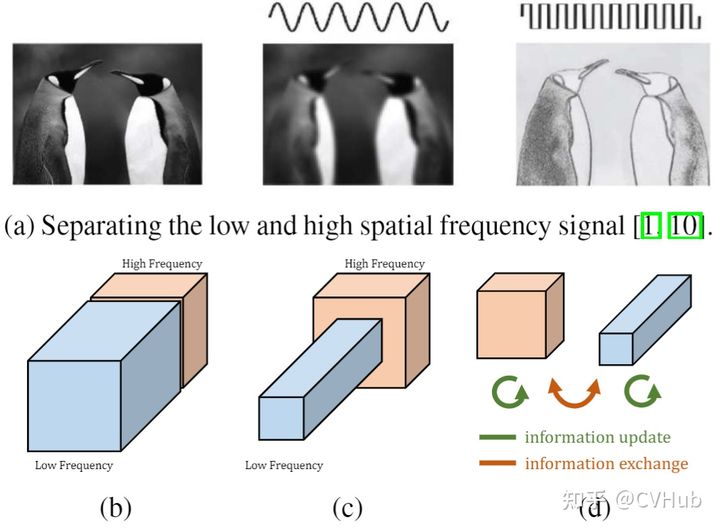 (a) Separating the low and high spatial frequency signal [1, 10].
High Frequency
High Frequency
Low Frequency
Low Frequency
information update
information exchange
(b)
(c)
(d)
知乎 @CVHub